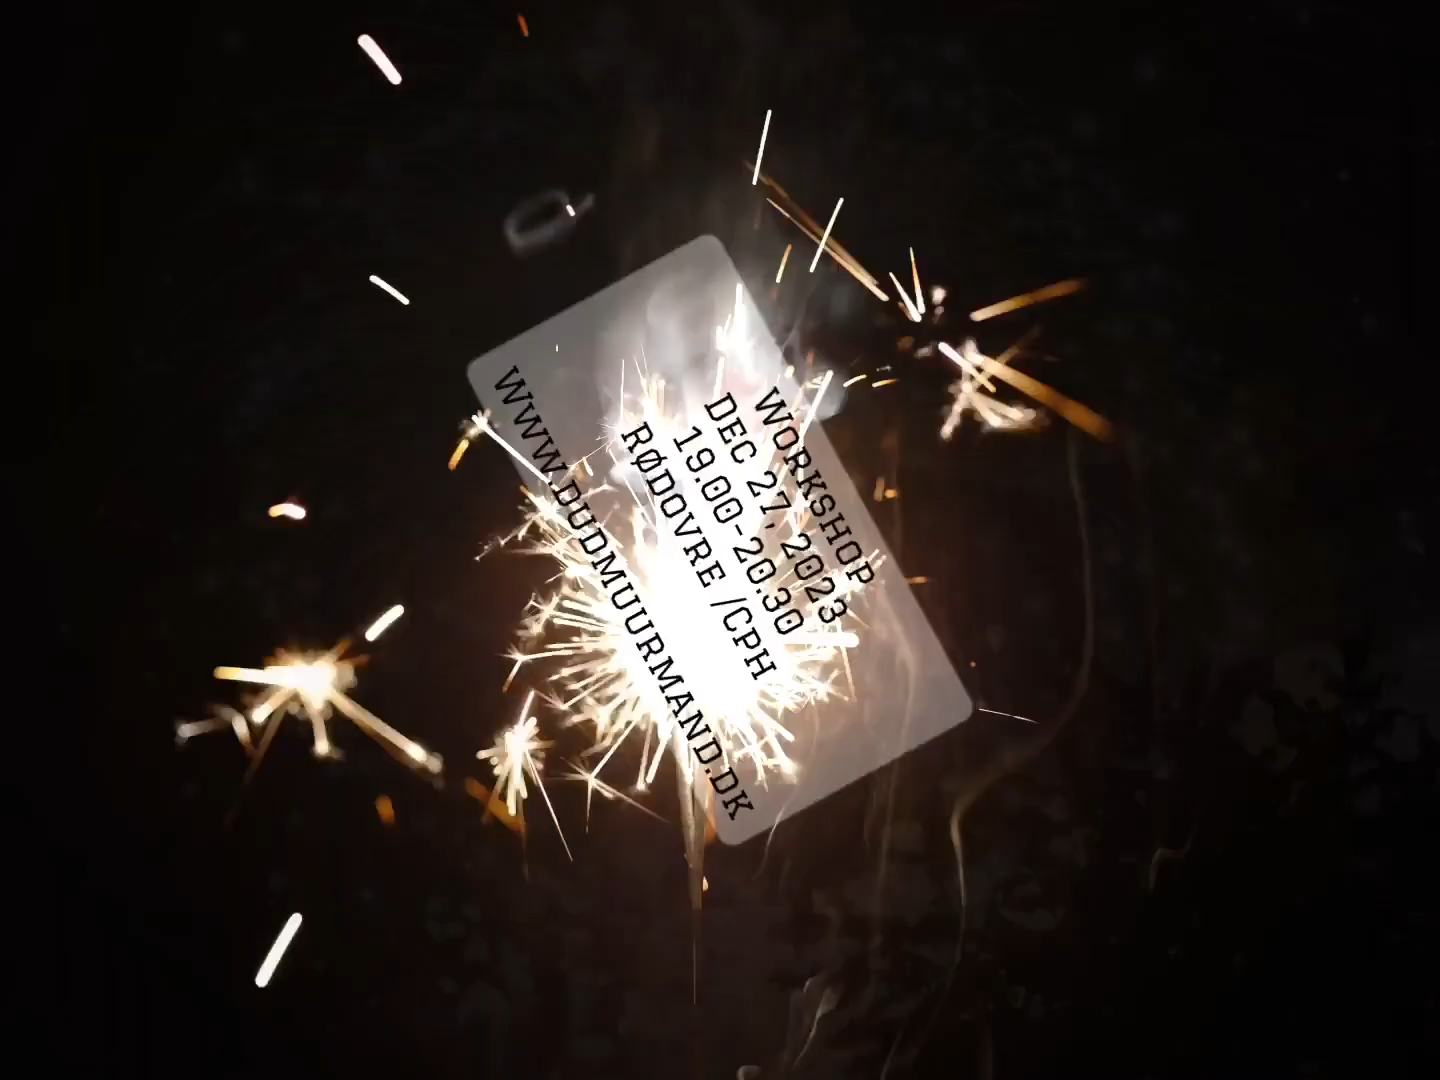 WORKSHOP
DEC 27, 2023
19.00-20.30
RØDOVRE /CPH
WWW.DUDMUURMAND.DK